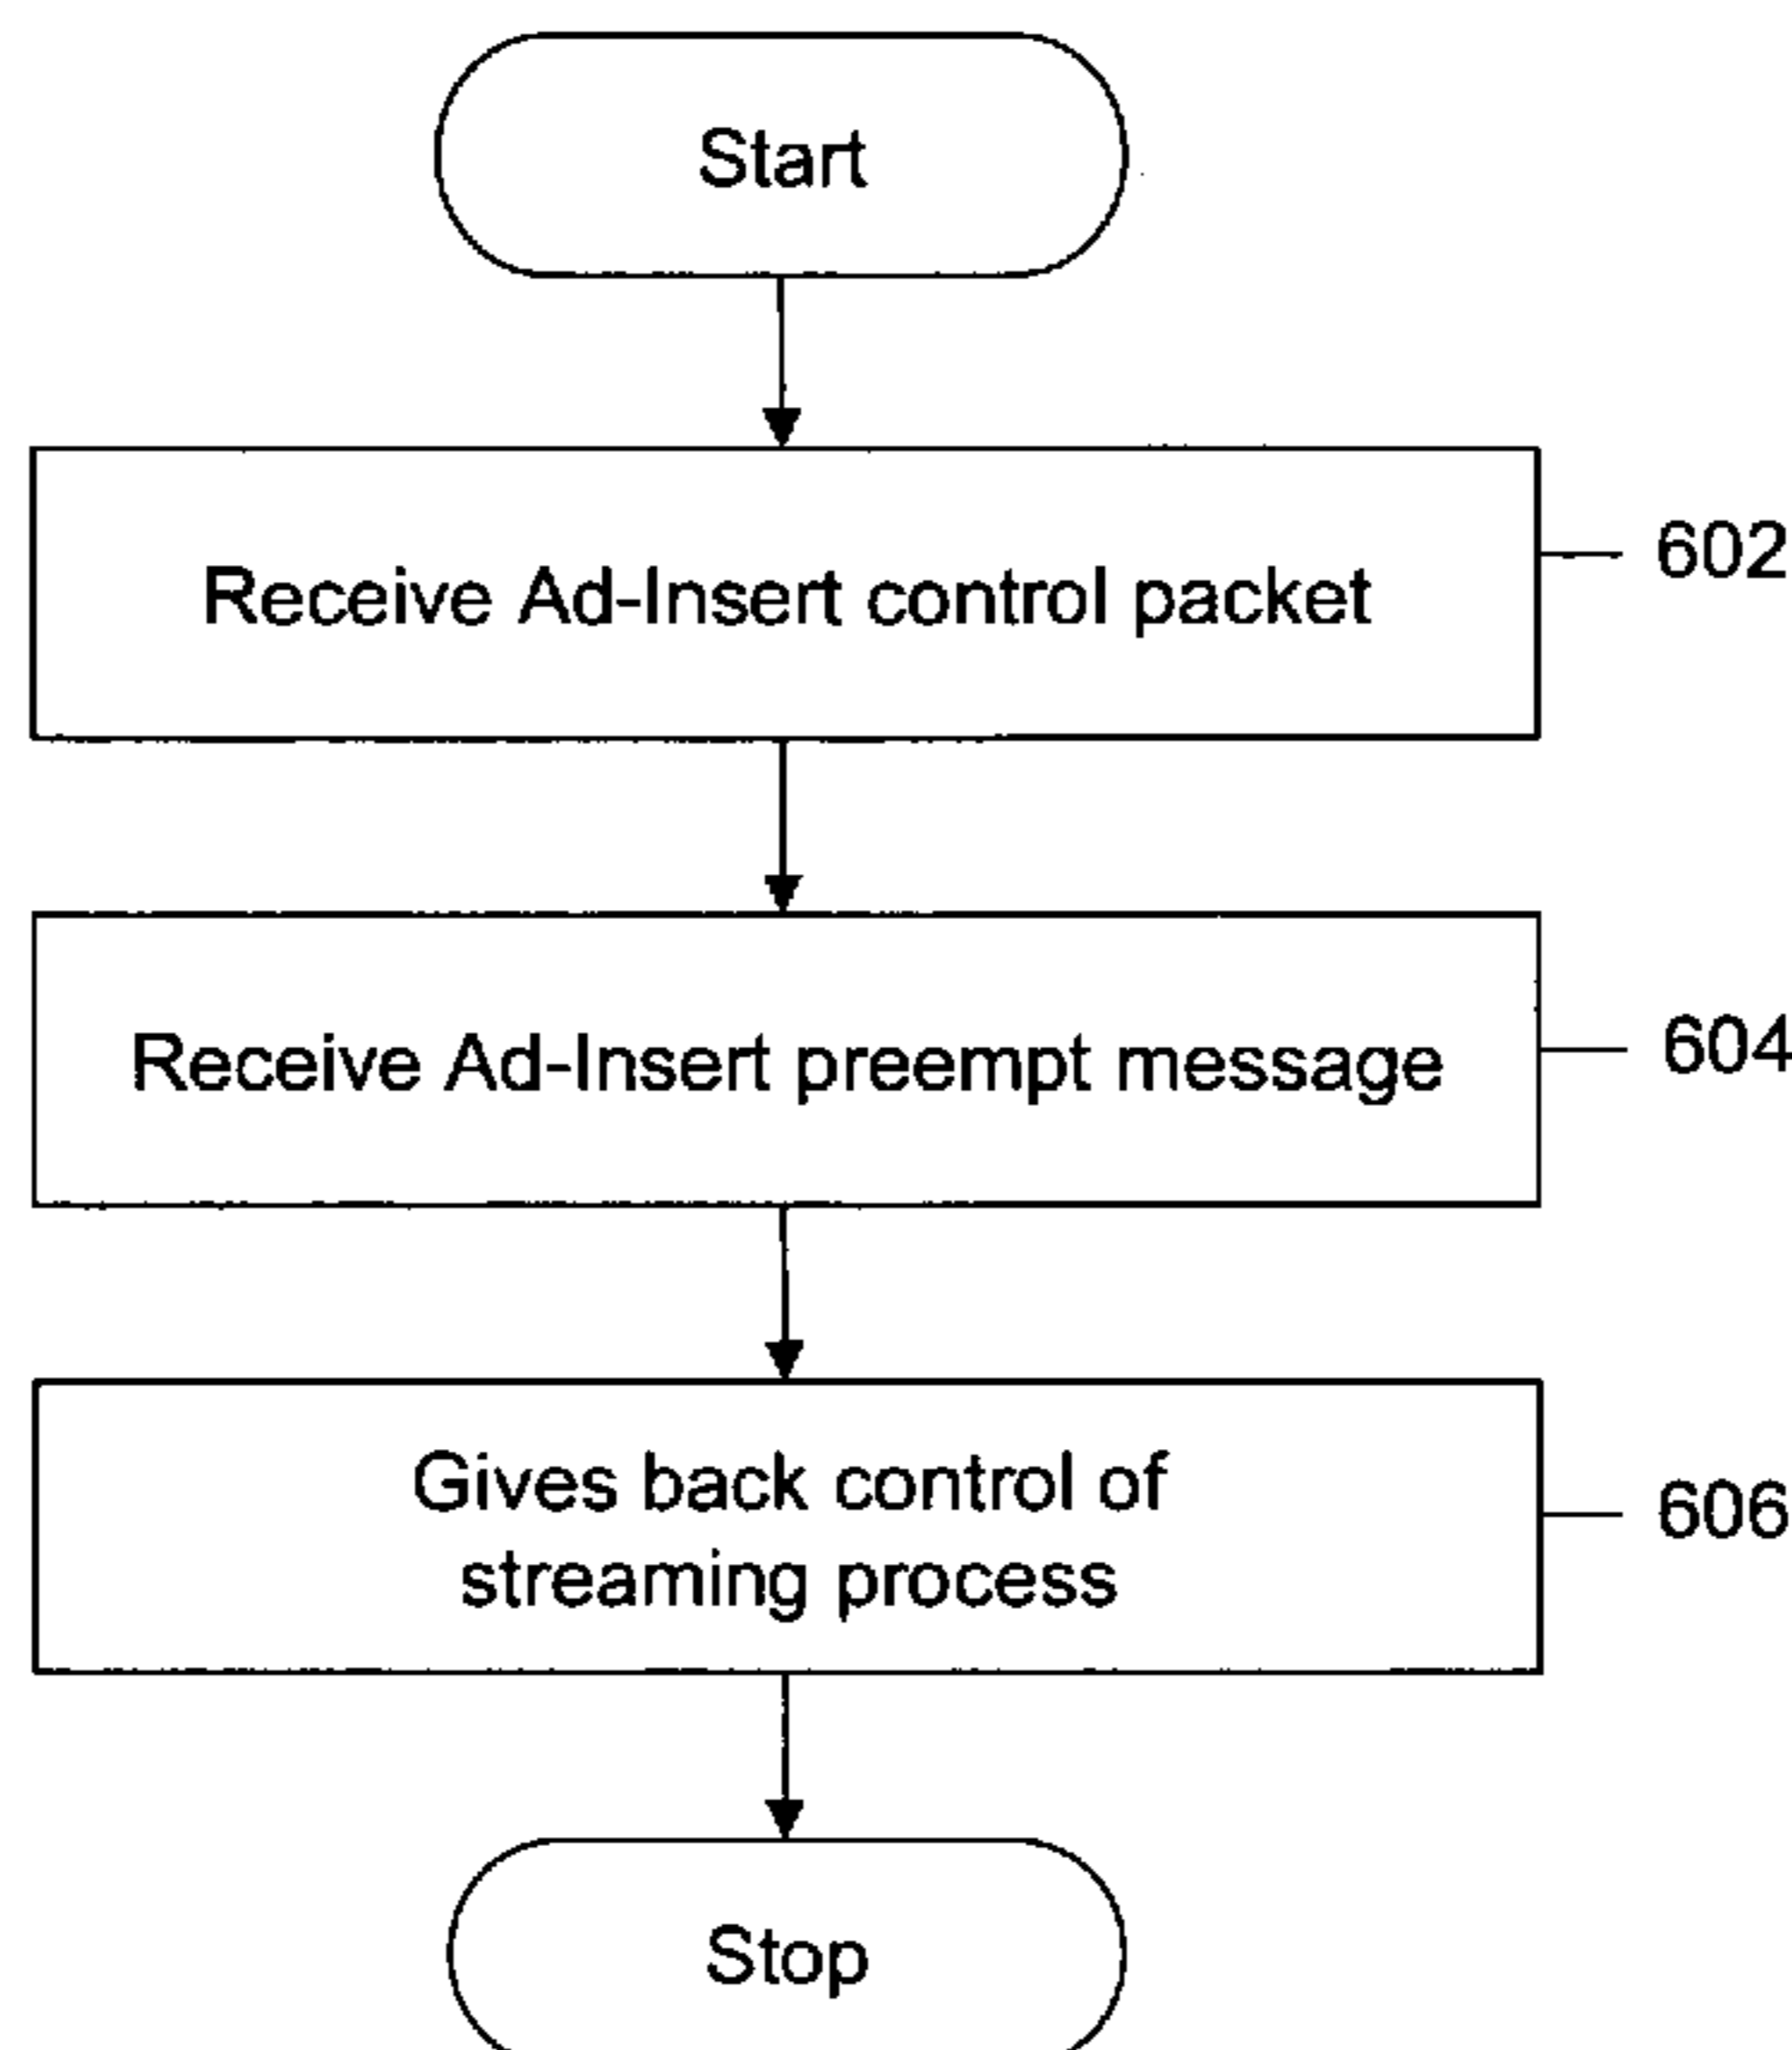 Start
Receive Ad-Insert control packet
602
Receive Ad-Insert preempt message
604
Gives back control of
streaming process
606
Stop